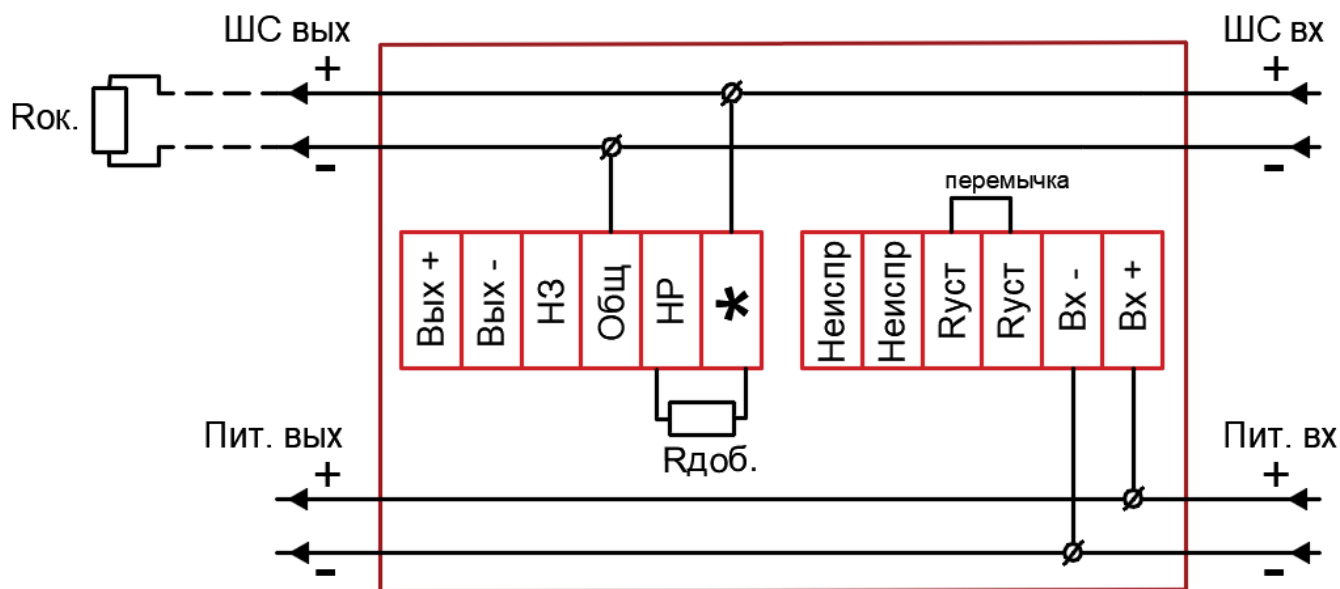 ШС вых
ШС вх
+
+
Rок.
-
-
перемычка
Вых +
Вых -
НЗ
Общ
НР
*
Неиспр
Неиспр
Rуст
Rуст
Вх -
Вх +
Rдоб.
Пит. вых
Пит. вх
+
+
-
-